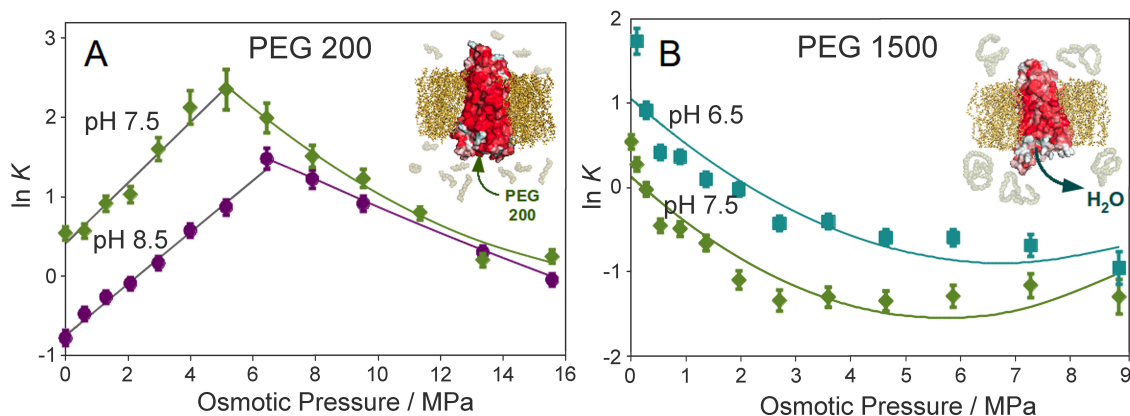 A
PEG 200
pH 7.5
pH 8.5
PEG
200
ln K
3
2
1
0
-1
0
2
4
6
8
10
12
14
16
Osmotic Pressure / MPa
B
PEG 1500
pH 6.5
pH 7.5
H₂O
ln K
2
1
0
-1
-2
0
1
2
3
4
5
6
7
8
9
Osmotic Pressure / MPa